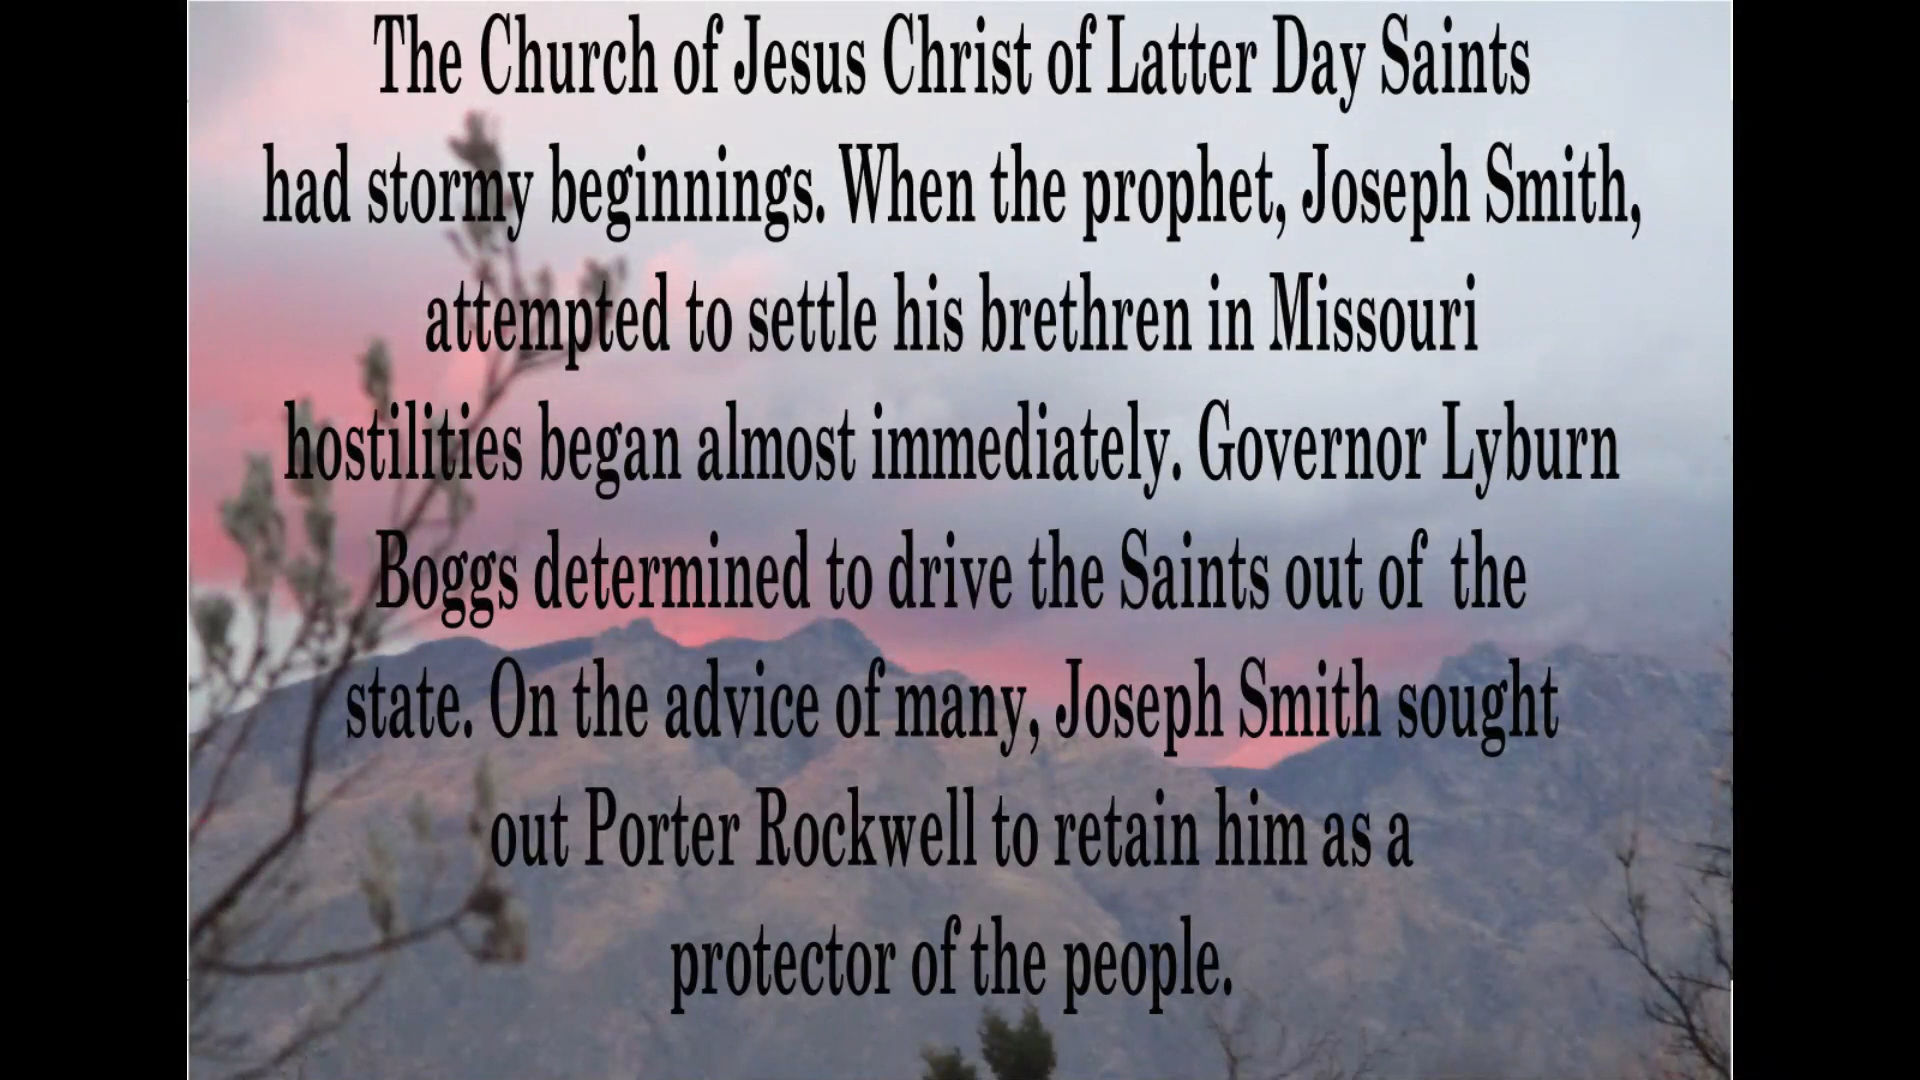 The Church of Jesus Christ of Latter Day Saints
had stormy beginnings. When the prophet, Joseph Smith,
attempted to settle his brethren in Missouri
hostilities began almost immediately. Governor Lyburn
Boggs determined to drive the Saints out of the
state. On the advice of many, Joseph Smith sought
out Porter Rockwell to retain him as a
protector of the people.